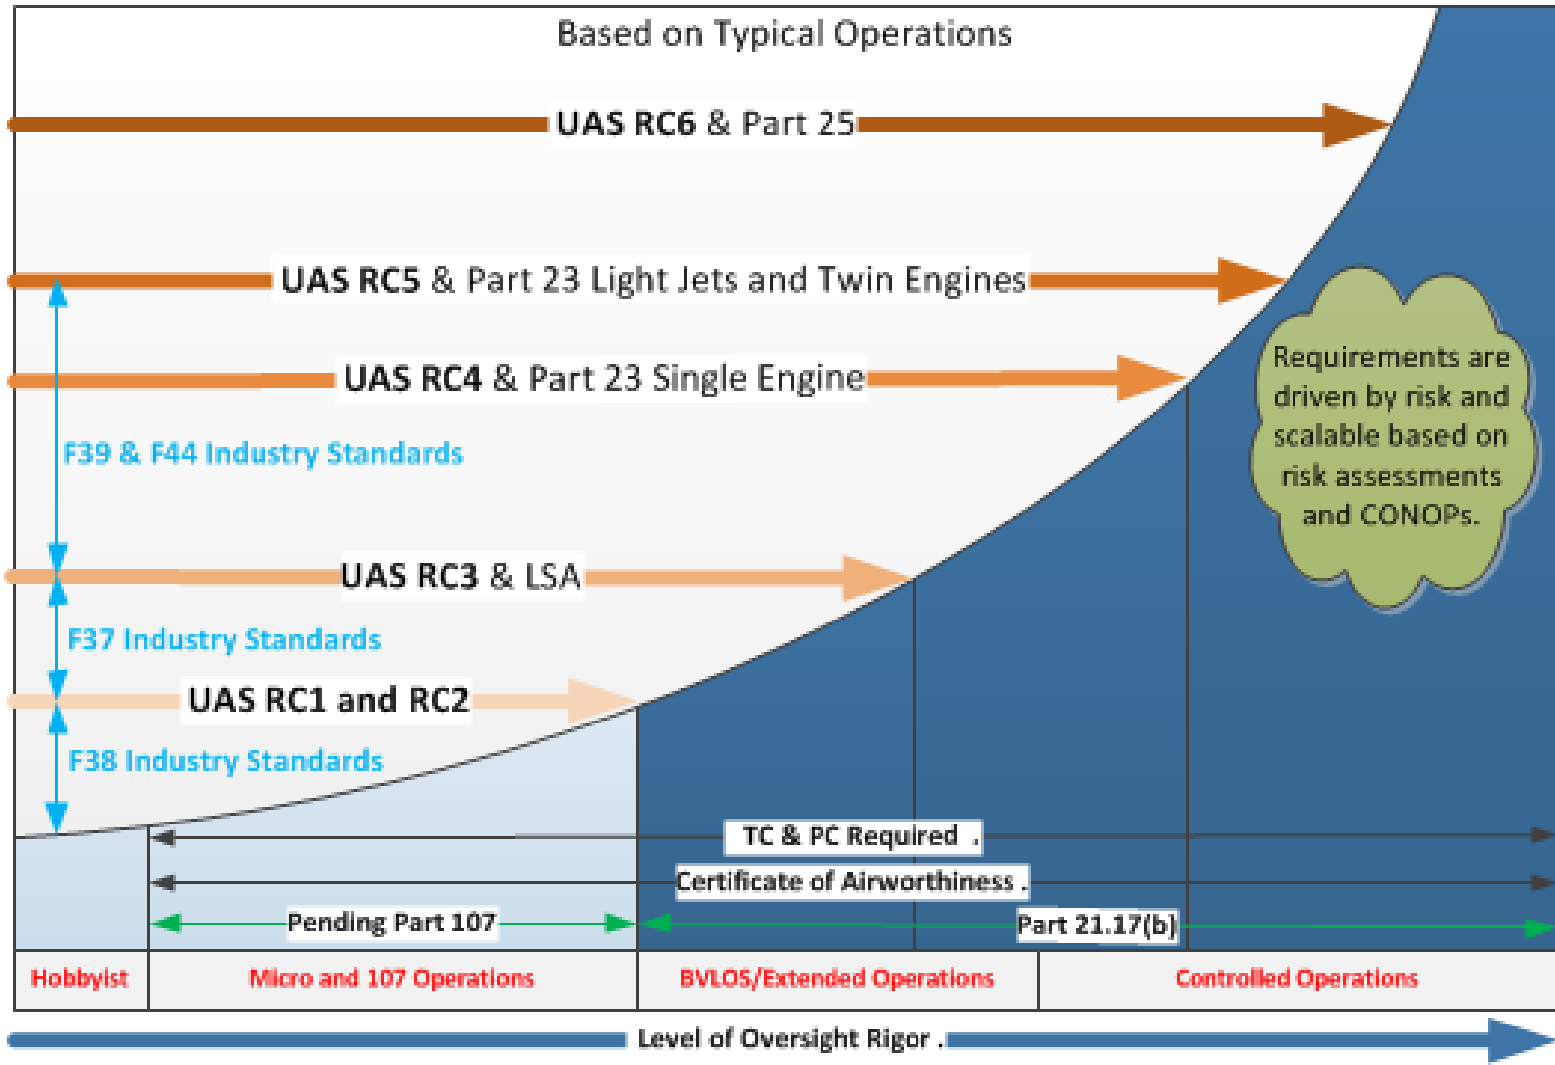 Based on Typical Operations
UAS RC6 & Part 25
UAS RC5 & Part 23 Light Jets and Twin Engines
UAS RC4 & Part 23 Single Engine
Requirements are
driven by risk and
scalable based on
risk assessments
and CONOPs.
F39 & F44 Industry Standards
UAS RC3 & LSA
F37 Industry Standards
UAS RC1 and RC2
F38 Industry Standards
TC & PC Required .
Certificate of Airworthiness .
Pending Part 107
Part 21.17(b)
Hobbyist
Micro and 107 Operations
BVLOS/Extended Operations
Controlled Operations
Level of Oversight Rigor .